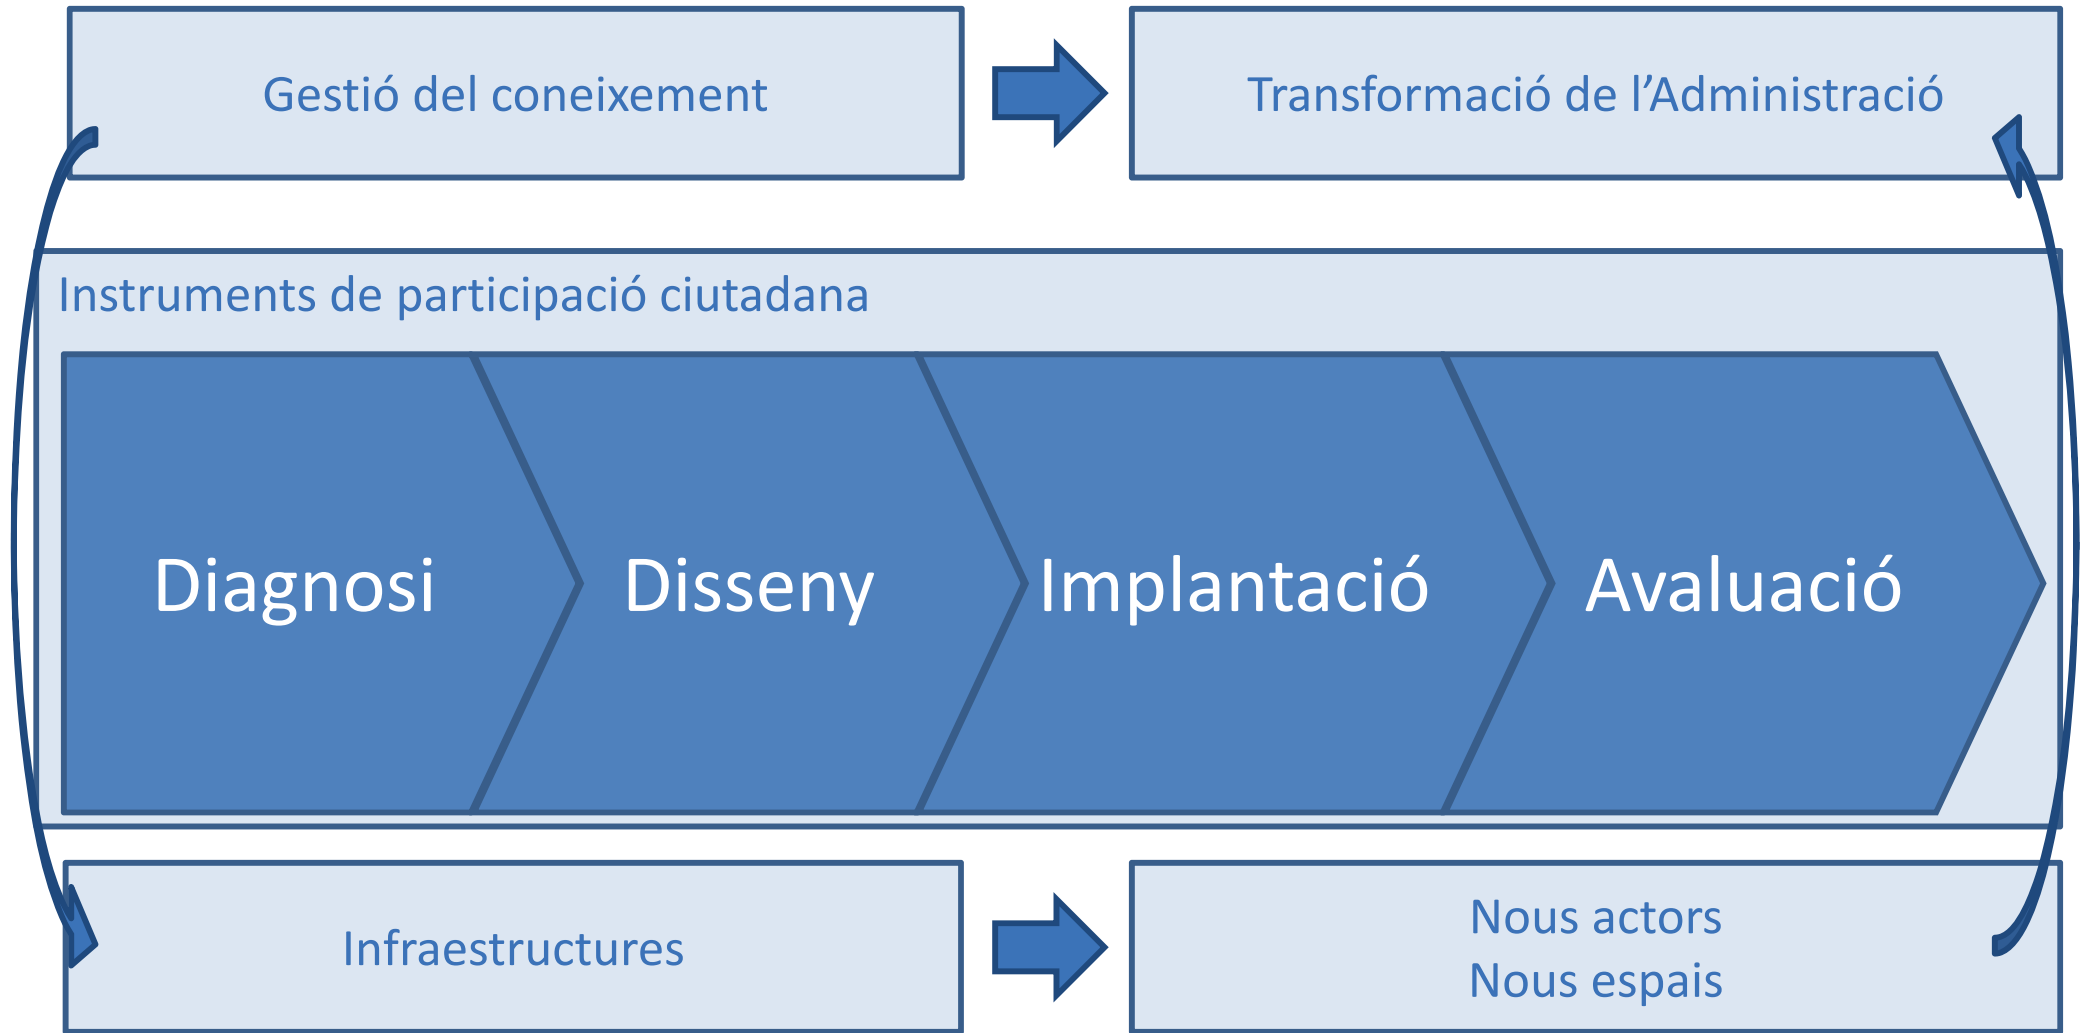 Gestió del coneixement
Transformació de l’Administració
Instruments de participació ciutadana
Diagnosi
Disseny
Implantació
Avaluació
Infraestructures
Nous actors
Nous espais